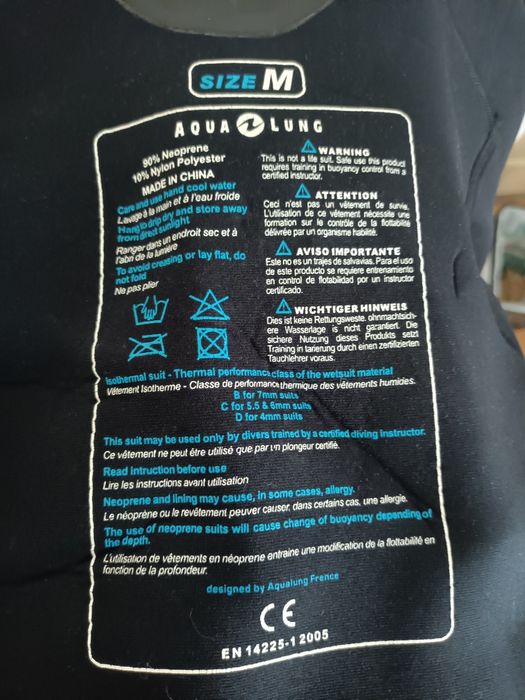 SIZE M
AQUA LUNG
90% Neoprene
10% Nylon Polyester
MADE IN CHINA
Care and use hand cool water
Lavage à la main et à l'eau froide
Hang to drip dry and store away
from direct sunlight
Ranger dans un endroit sec et à
l'abri de la lumière
To avoid creasing or lay flat, do
not fold
Ne pas plier
WARNING
This is not a life suit. Safe use this product
requires training in buoyancy control from a
certified instructor.
ATTENTION
Ceci n'est pas un vêtement de survie.
L'utilisation de ce vêtement nécessite une
formation sur le contrôle de la flottabilité
délivrée par un organisme habilité.
AVISO IMPORTANTE
Este no es un trajes de salvavias. Para el uso
de este producto se requiere entrenamiento
en control de flotabilidad por un instructor
certificado.
WICHTIGER HINWEIS
Dies ist keine Rettungsweste, ohnmachtsich-
ere Wasserlage is nicht garantiert. Die
sichere Nutzung dieses Produkts setzt
Training in tarierung durch einen zertifizierten
Tauchlehrer voraus.
Isothermal suit - Thermal performance class of the wetsuit material
Vêtement Isotherme - Classe de performance thermique des vêtements humides.
B for 7mm suits
C for 5.5 & 6mm suits
D for 4mm suits
This suit may be used only by divers trained by a certified diving instructor.
Ce vêtement ne peut être utilisé que par un plongeur certifié.
Read intruction before use
Lire les instructions avant utilisation
Neoprene and lining may cause, in some cases, allergy.
Le néoprène ou le revêtement peuver causer, dans certains cas, une allergie.
The use of neoprene suits will cause change of buoyancy depending of
the depth.
L'utilisation de vêtements en néoprène entraine une modification de la flottabilité en
fonction de la profondeur.
designed by Aqualung France
CE
EN 14225-1 2005